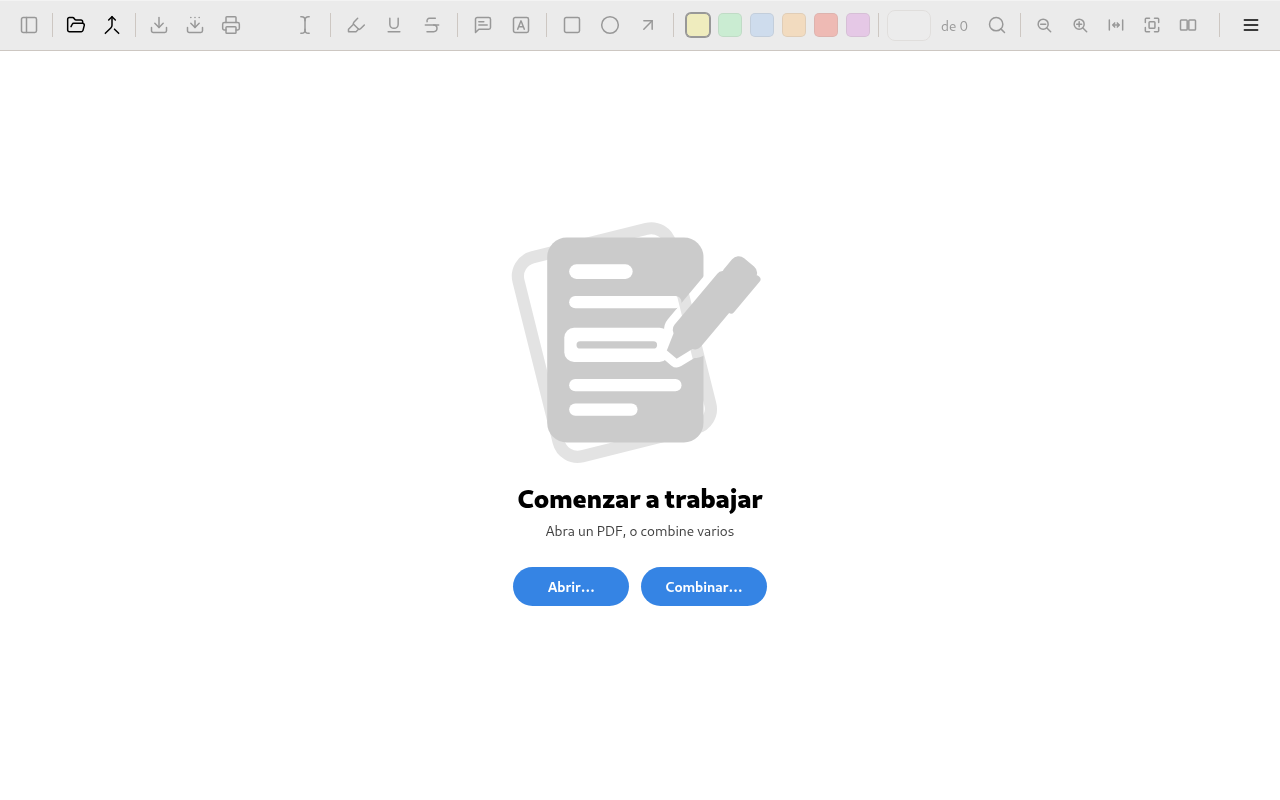 de 0
Comenzar a trabajar
Abra un PDF, o combine varios
Abrir...
Combinar...